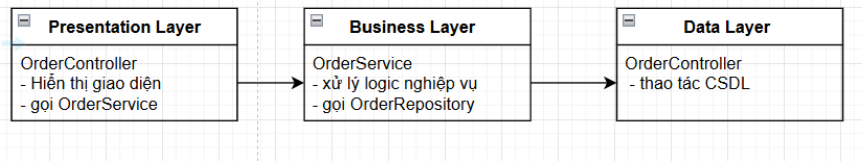 Presentation Layer
OrderController
- Hiển thị giao diện
- gọi OrderService
Business Layer
OrderService
- xử lý logic nghiệp vụ
- gọi OrderRepository
Data Layer
OrderController
- thao tác CSDL